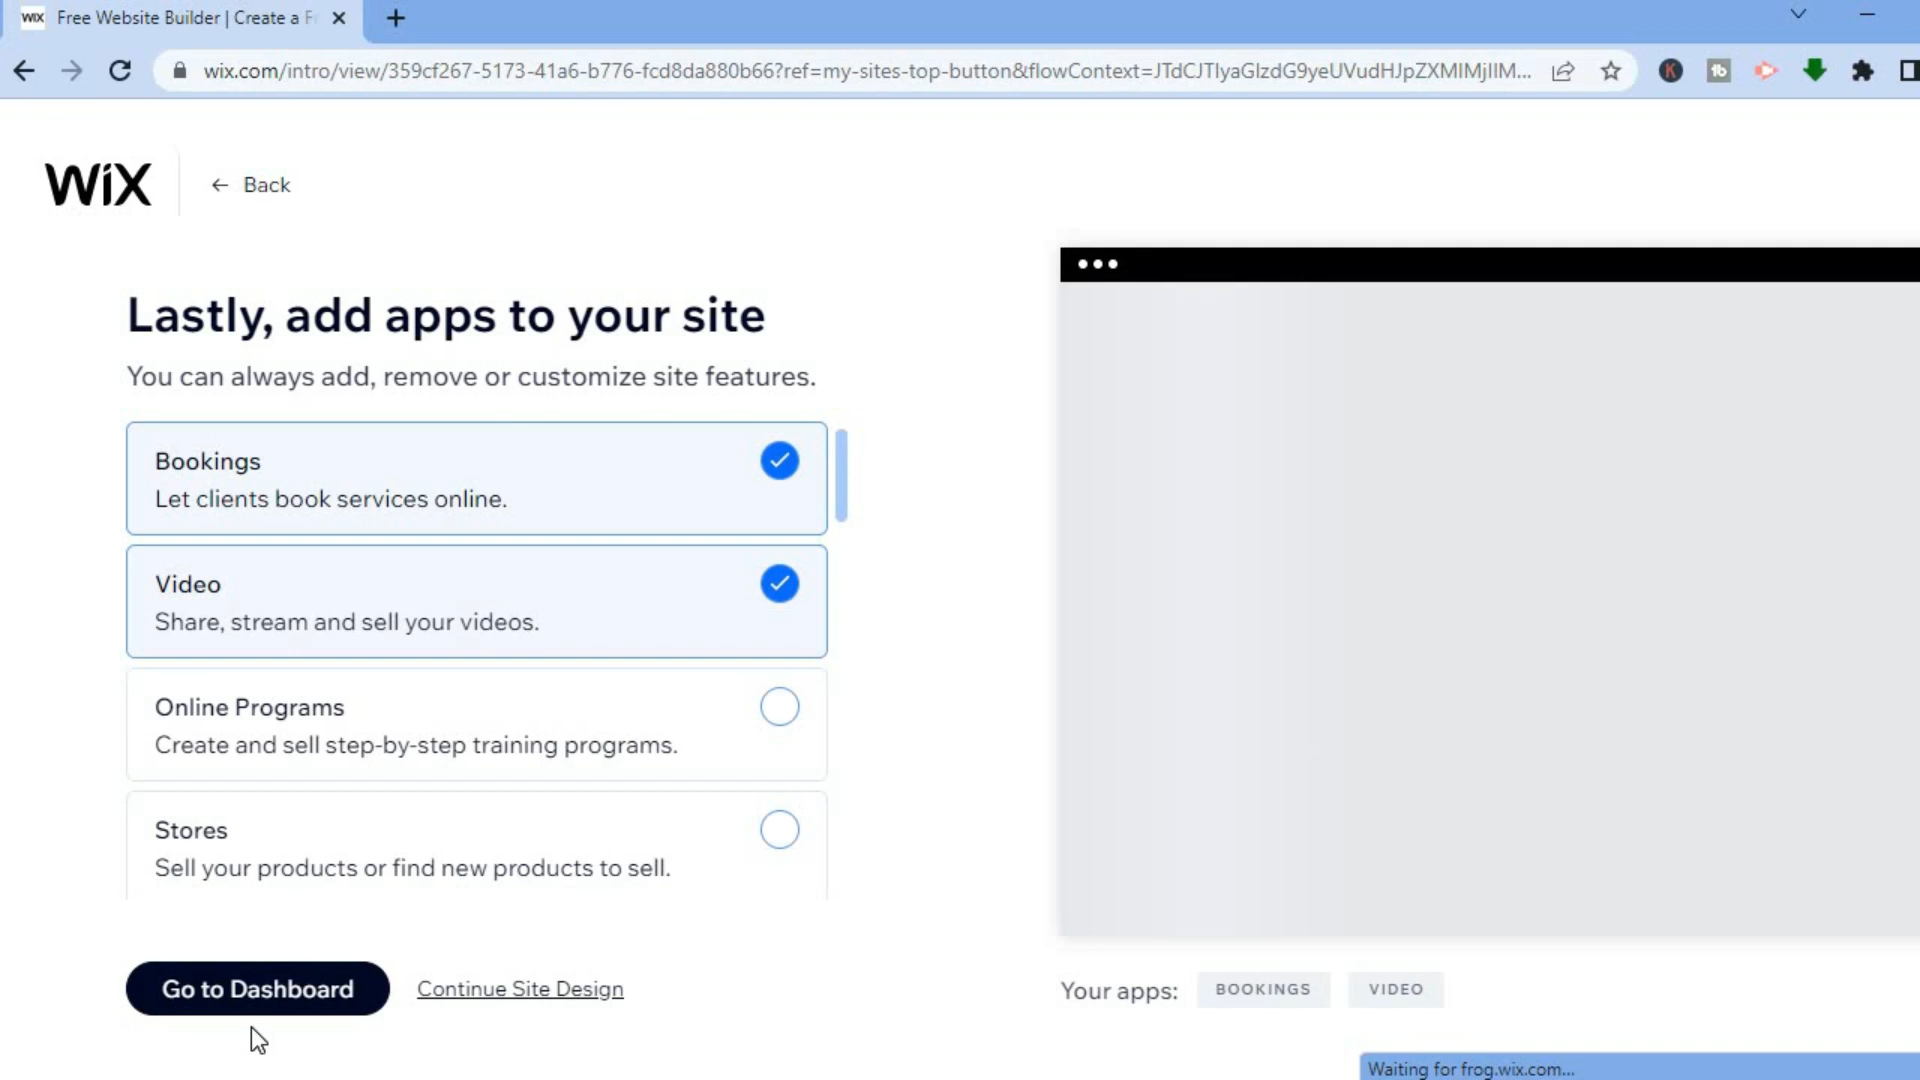 WiX Free Website Builder | Create a F
wix.com/intro/view/359cf267-5173-41a6-b776-fcd8da880b66?ref=my-sites-top-button&flowContext=JTdCJTIyaGlzdG9yeUVudHJpZXMlMjIlM...
K
WiX
← Back
Lastly, add apps to your site
You can always add, remove or customize site features.
Bookings
Let clients book services online.
Video
Share, stream and sell your videos.
Online Programs
Create and sell step-by-step training programs.
Stores
Sell your products or find new products to sell.
Go to Dashboard Continue Site Design
Your apps: BOOKINGS VIDEO
Waiting for frog.wix.com...